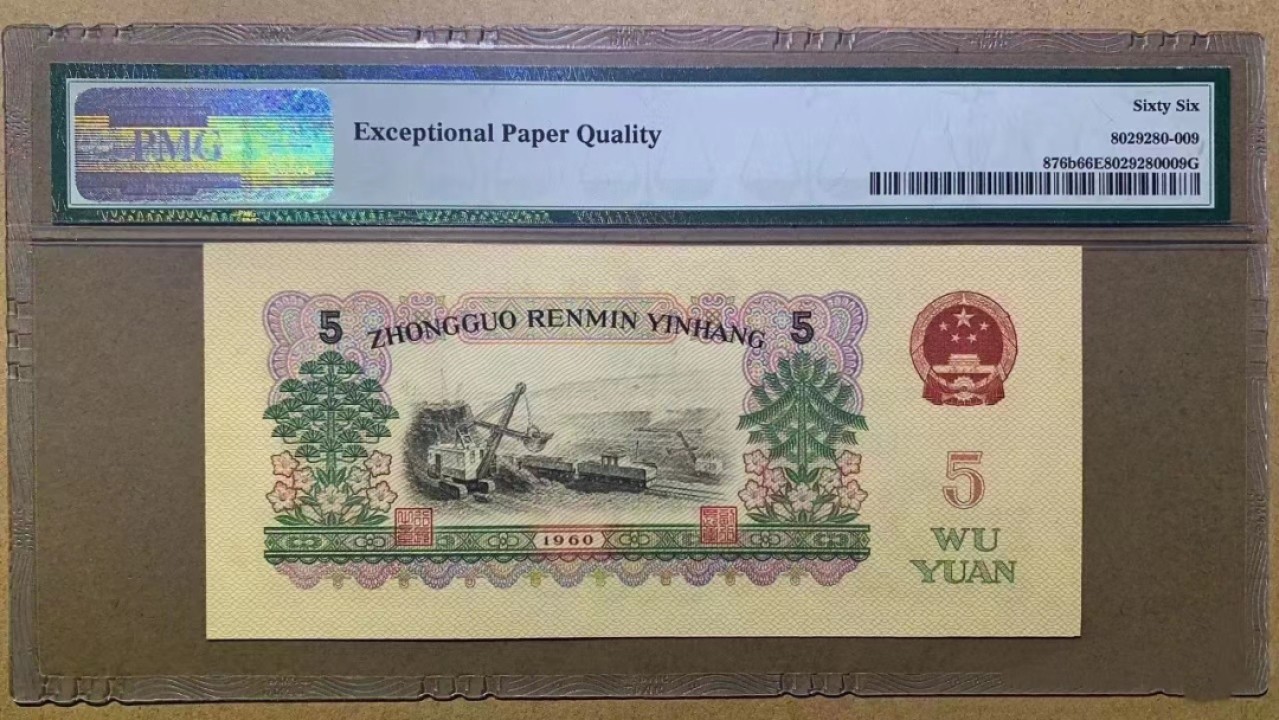 PMG
Exceptional Paper Quality
Sixty Six
8029280-009
876b66E8029280009G
5 ZHONGGUO RENMIN YINHANG 5
1960
5
WU
YUAN